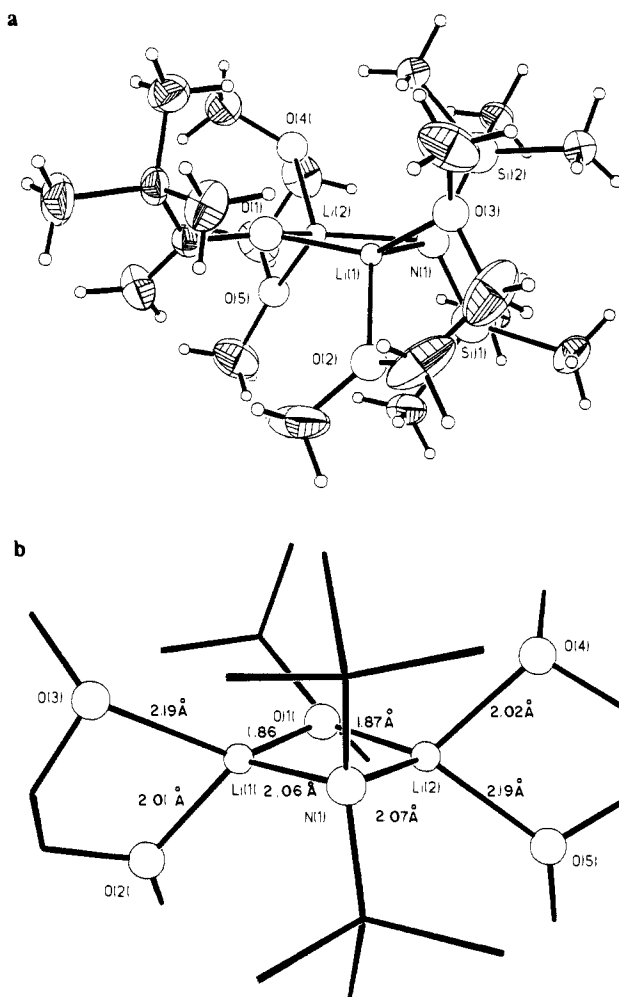 a
O(4(
Si(2)
O(1)
Li(2)
O(3)
Li(1)
N(1)
O(5)
O(2)
Si(1)
b
O(3)
O(4)
2.19Å
O)1(
1.87Å
2.02Å
1.86
Li(1(
2.06Å
Li(2)
2.0(Å
N(1)
2.07Å
2.19Å
O(2(
O(5)